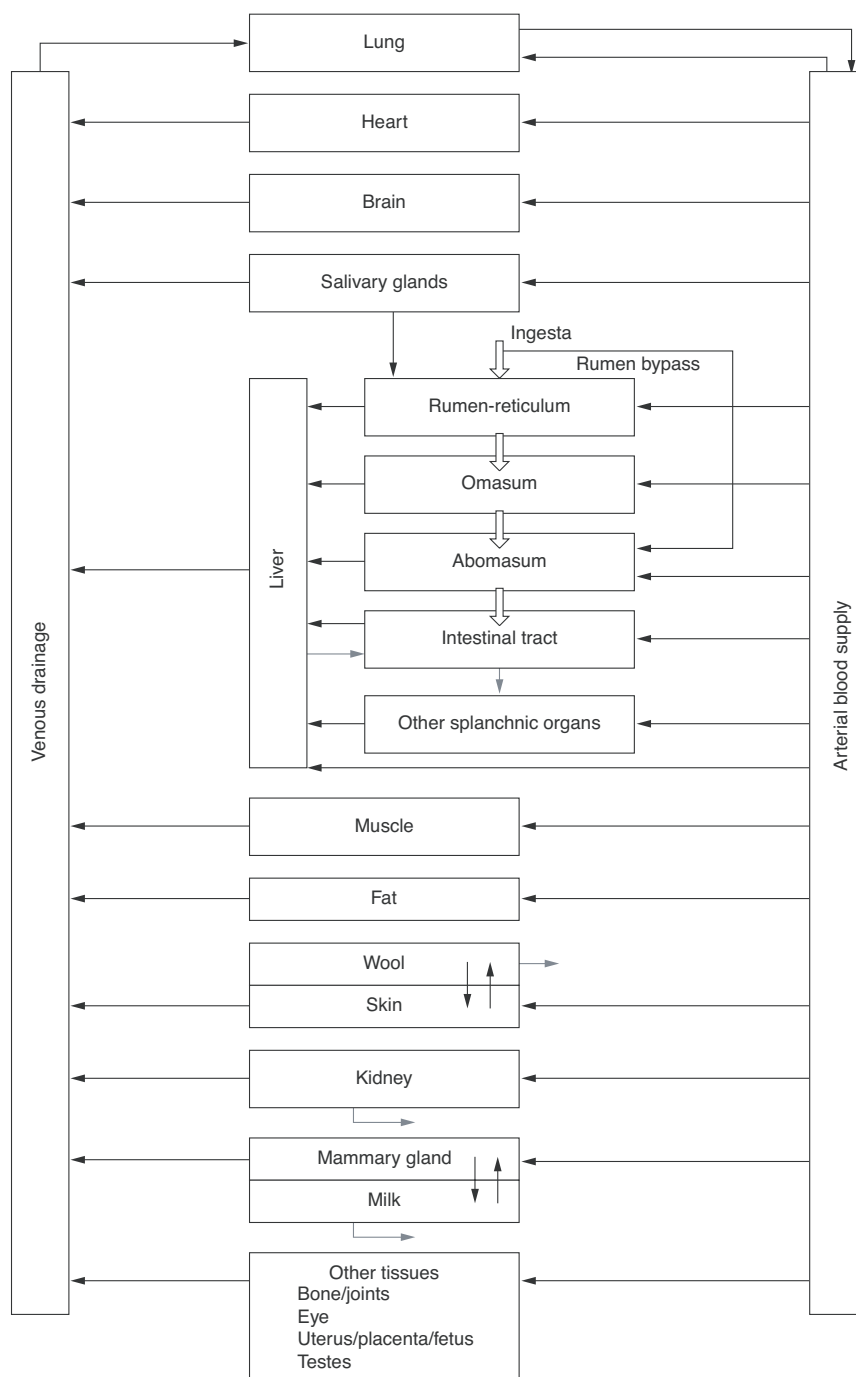 Lung
Heart
Brain
Salivary glands
Ingesta
Rumen bypass
Rumen-reticulum
Omasum
Abomasum
Liver
Intestinal tract
Venous drainage
Arterial blood supply
Other splanchnic organs
Muscle
Fat
Wool
Skin
Kidney
Mammary gland
Milk
Other tissues
Bone/joints
Eye
Uterus/placenta/fetus
Testes